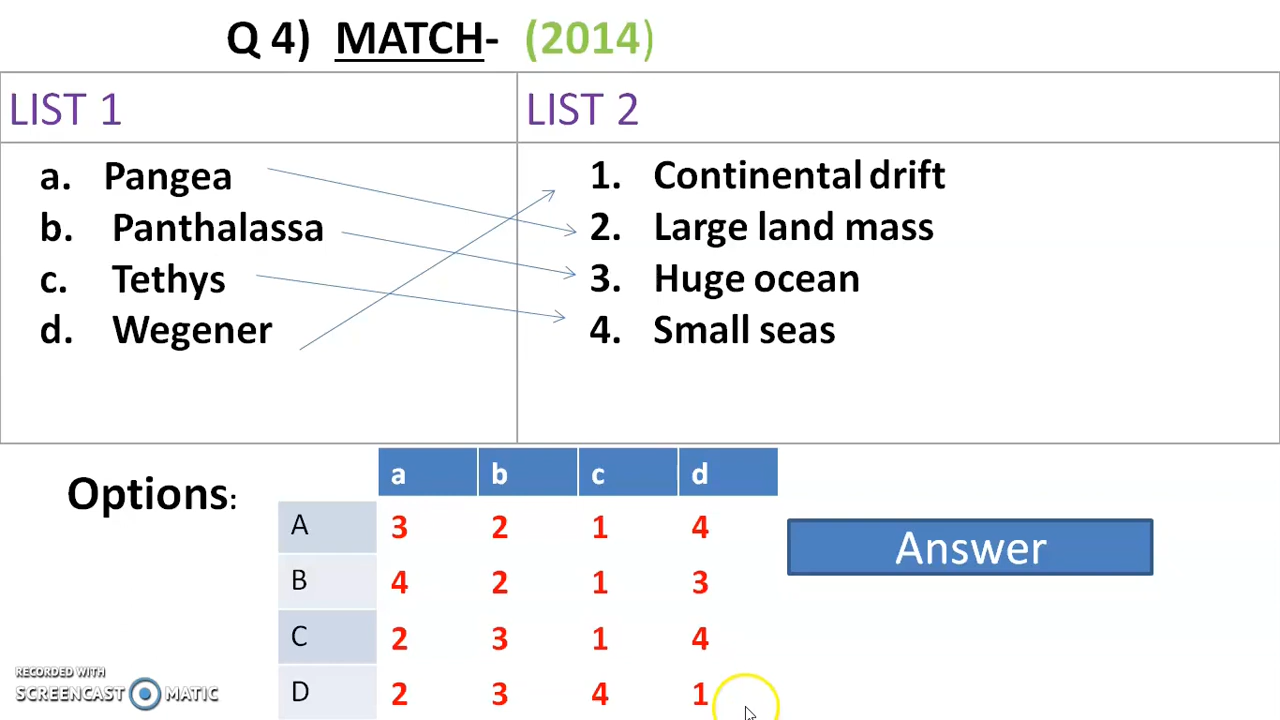 Q 4) MATCH- (2014)
LIST 1
LIST 2
a. Pangea
b. Panthalassa
c. Tethys
d. Wegener
1. Continental drift
2. Large land mass
3. Huge ocean
4. Small seas
Options:
a b c d
A 3 2 1 4
B 4 2 1 3
C 2 3 1 4
D 2 3 4 1
Answer
RECORDED WITH
SCREENCAST MATIC